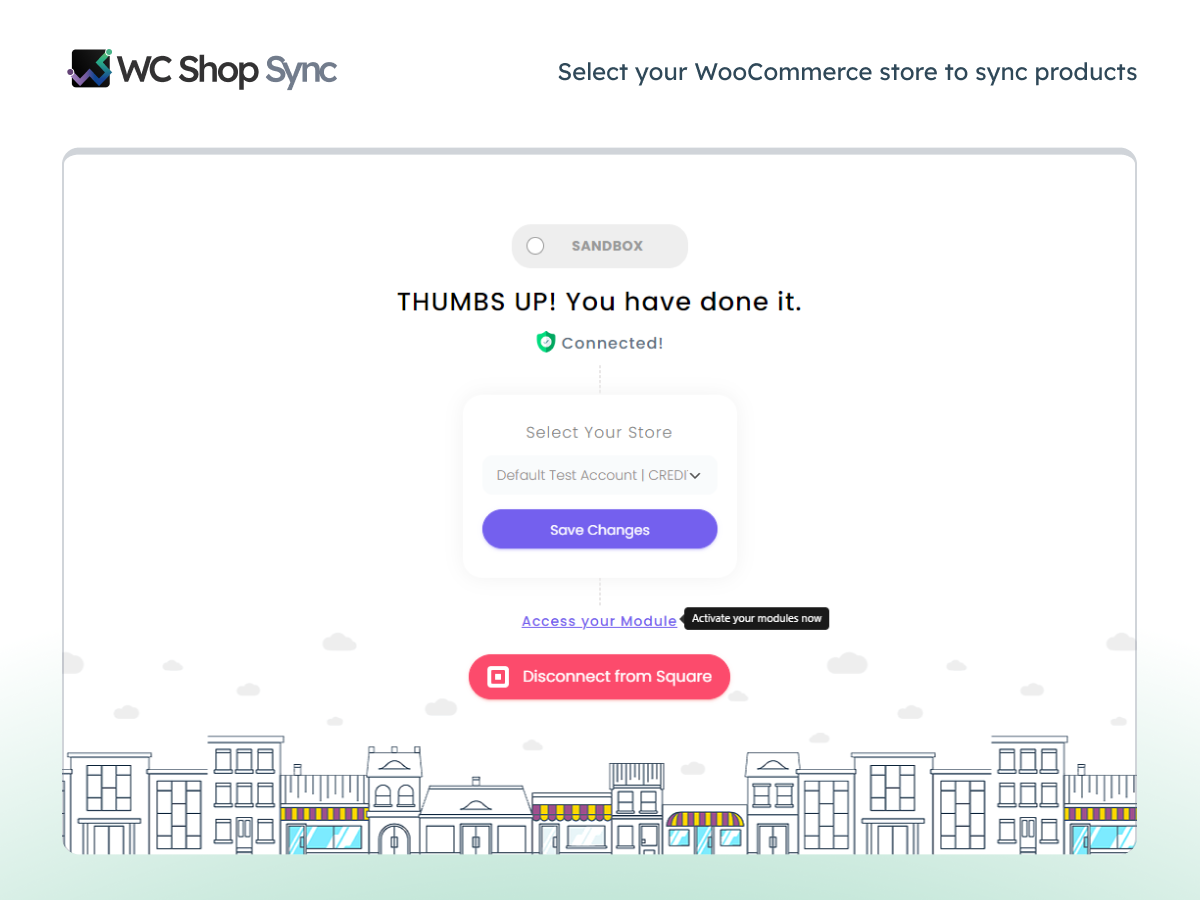 WC Shop Sync
Select your WooCommerce store to sync products
SANDBOX
THUMBS UP! You have done it.
Connected!
Select Your Store
Default Test Account | CREDI
Save Changes
Access your Module
Activate your modules now
Disconnect from Square